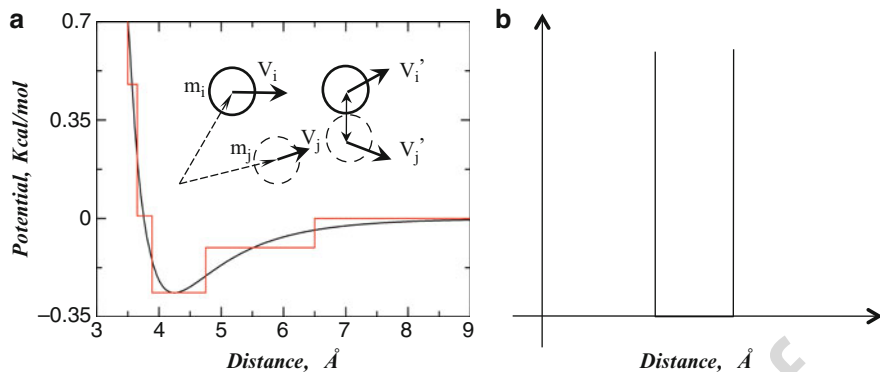 a
b
Potential, Kcal/mol
0.7
0.35
0
−0.35
m_i
V_i
V_i'
m_j
V_j
V_j'
3
4
5
6
7
8
9
Distance, Å
Distance, Å
c